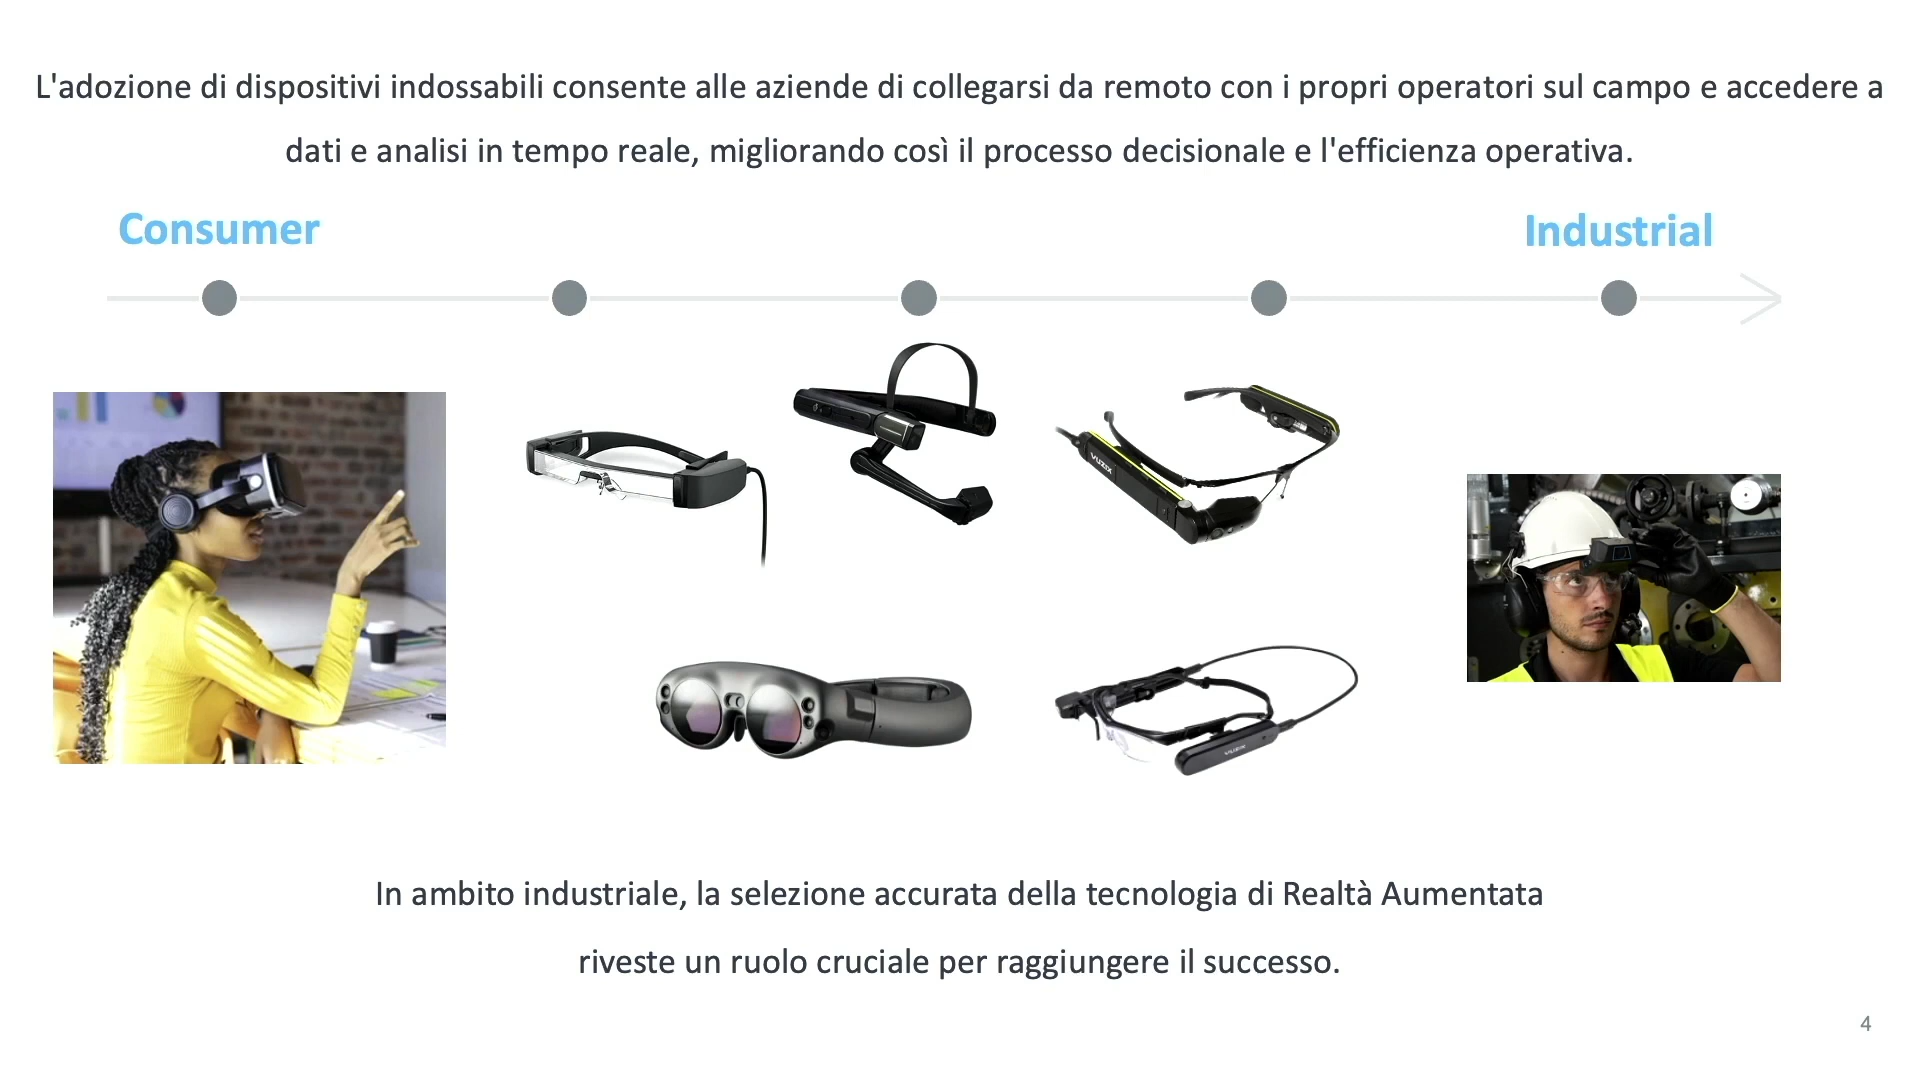 L'adozione di dispositivi indossabili consente alle aziende di collegarsi da remoto con i propri operatori sul campo e accedere a
dati e analisi in tempo reale, migliorando così il processo decisionale e l'efficienza operativa.
Consumer
Industrial
VUZIX
VUZIX
In ambito industriale, la selezione accurata della tecnologia di Realtà Aumentata
riveste un ruolo cruciale per raggiungere il successo.
4